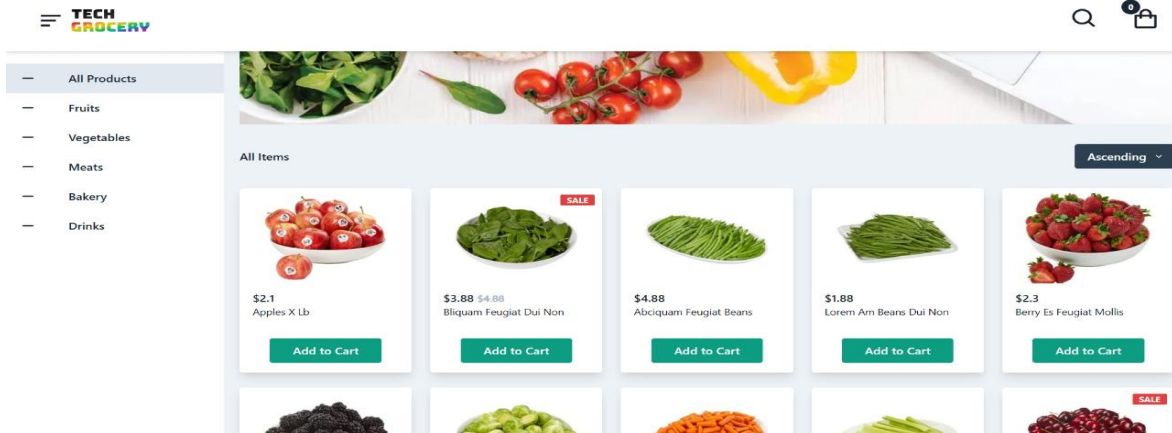 TECH
GROCERY
0
All Products
Fruits
Vegetables
Meats
Bakery
Drinks
All Items
Ascending
$2.1
Apples X Lb
Add to Cart
SALE
$3.88 $4.88
Bliquam Feugiat Dui Non
Add to Cart
$4.88
Abciquam Feugiat Beans
Add to Cart
$1.88
Lorem Am Beans Dui Non
Add to Cart
$2.3
Berry Es Feugiat Mollis
Add to Cart
SALE